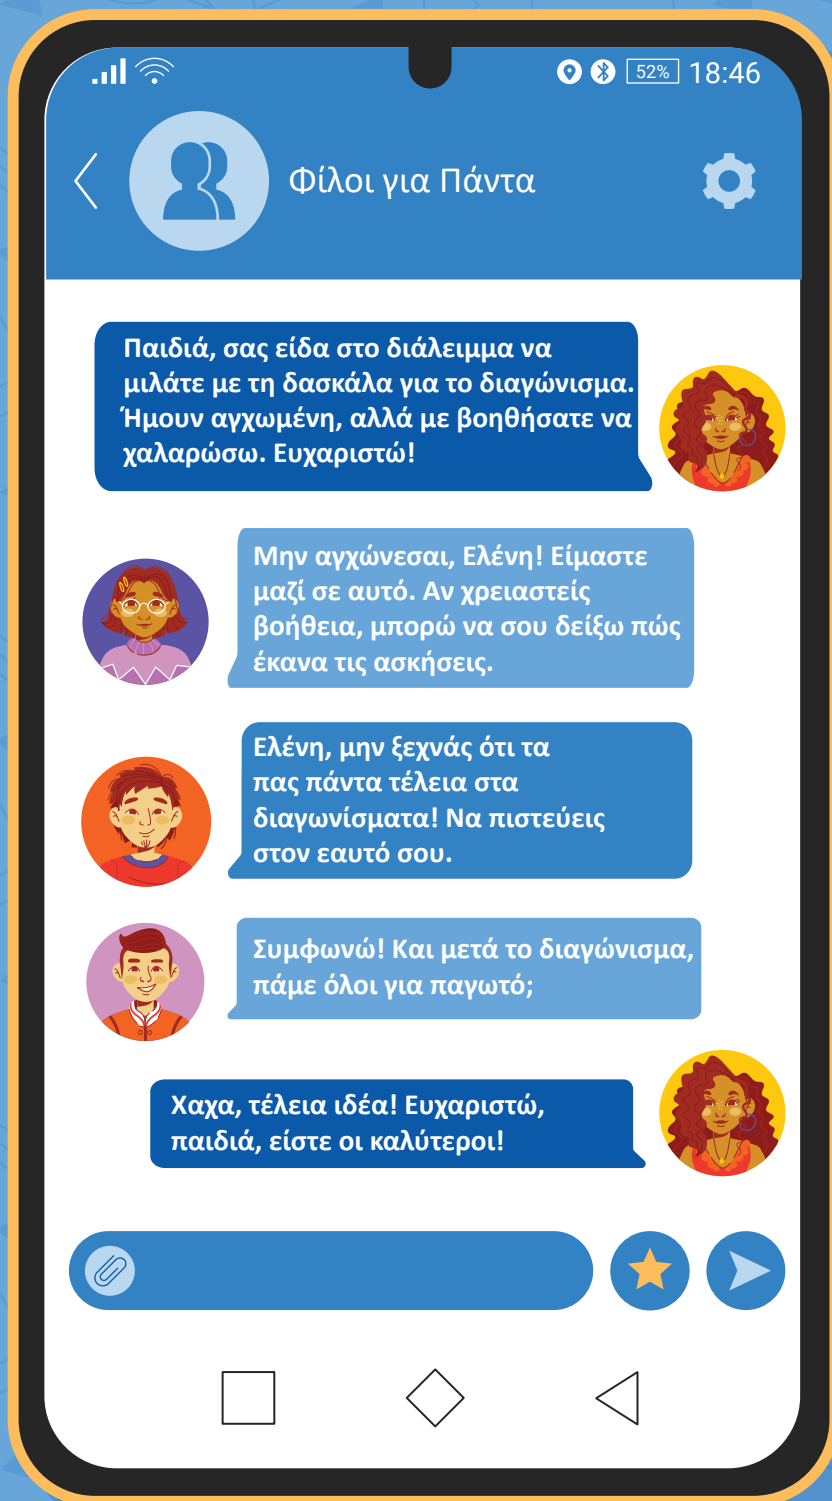 52% 18:46
Φίλοι για Πάντα
Παιδιά, σας είδα στο διάλειμμα να
μιλάτε με τη δασκάλα για το διαγώνισμα.
Ήμουν αγχωμένη, αλλά με βοηθήσατε να
χαλαρώσω. Ευχαριστώ!
Μην αγχώνεσαι, Ελένη! Είμαστε
μαζί σε αυτό. Αν χρειαστείς
βοήθεια, μπορώ να σου δείξω πώς
έκανα τις ασκήσεις.
Ελένη, μην ξεχνάς ότι τα
πας πάντα τέλεια στα
διαγωνίσματα! Να πιστεύεις
στον εαυτό σου.
Συμφωνώ! Και μετά το διαγώνισμα,
πάμε όλοι για παγωτό;
Χαχα, τέλεια ιδέα! Ευχαριστώ,
παιδιά, είστε οι καλύτεροι!